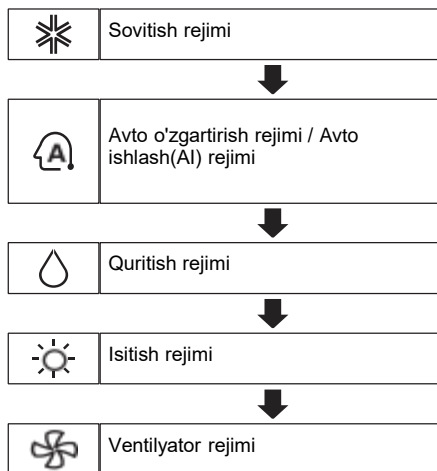 Sovitish rejimi
A
Avto o'zgartirish rejimi / Avto
ishlash(AI) rejimi
Quritish rejimi
Isitish rejimi
Ventilyator rejimi